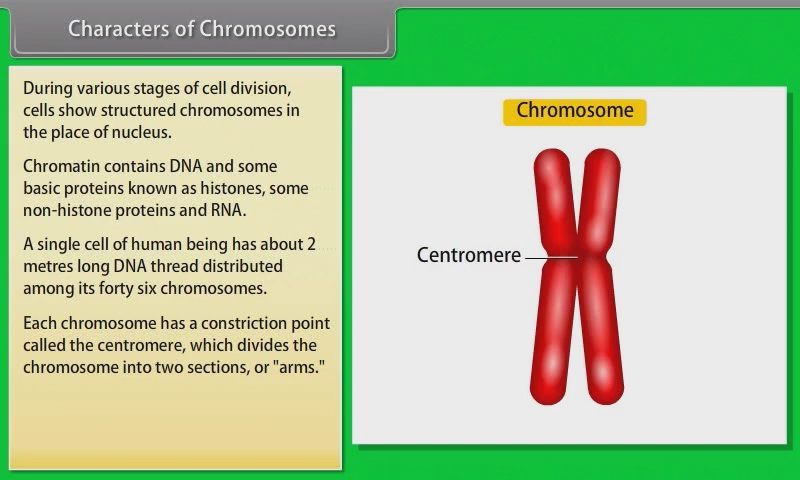 Characters of Chromosomes
During various stages of cell division,
cells show structured chromosomes in
the place of nucleus.
Chromatin contains DNA and some
basic proteins known as histones, some
non-histone proteins and RNA.
A single cell of human being has about 2
metres long DNA thread distributed
among its forty six chromosomes.
Each chromosome has a constriction point
called the centromere, which divides the
chromosome into two sections, or "arms."
Chromosome
Centromere